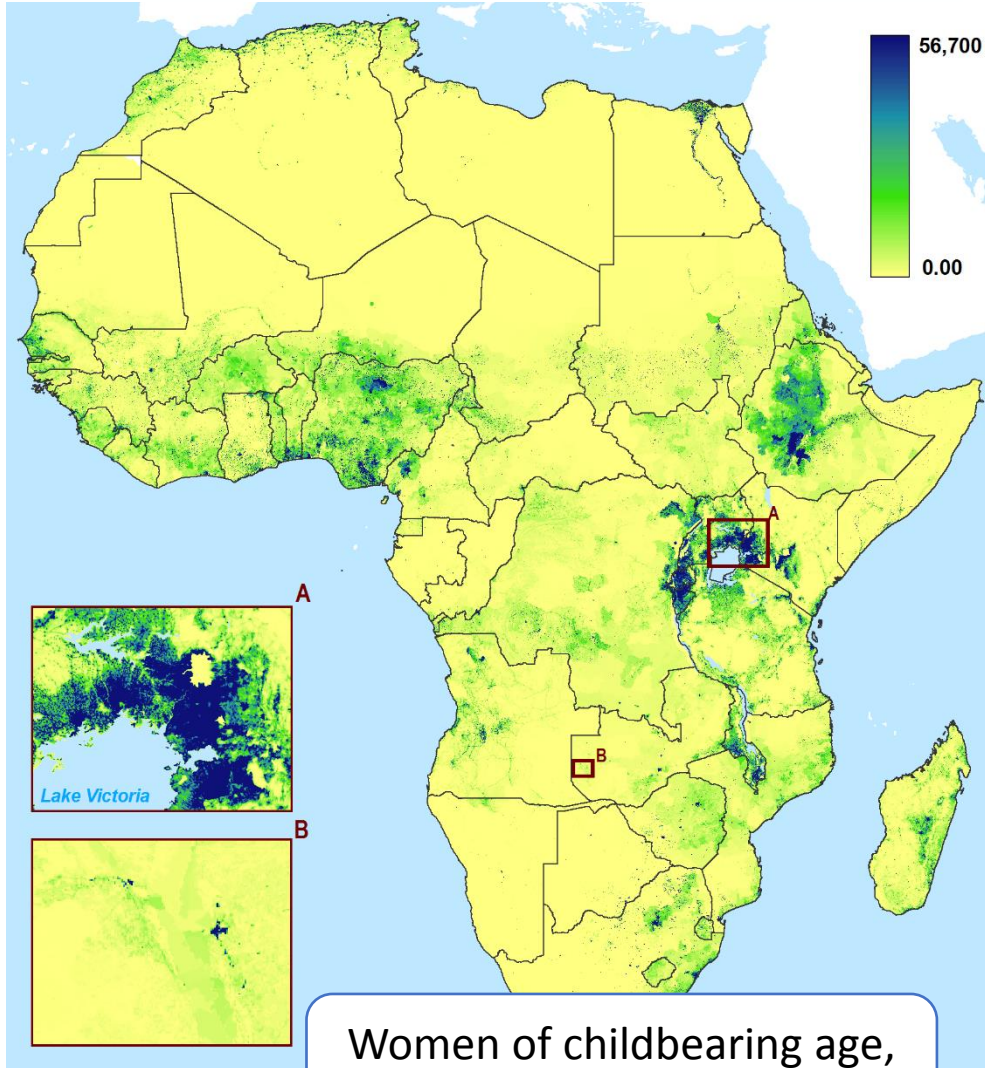 56,700
0.00
A
B
A
Lake Victoria
B
Women of childbearing age,